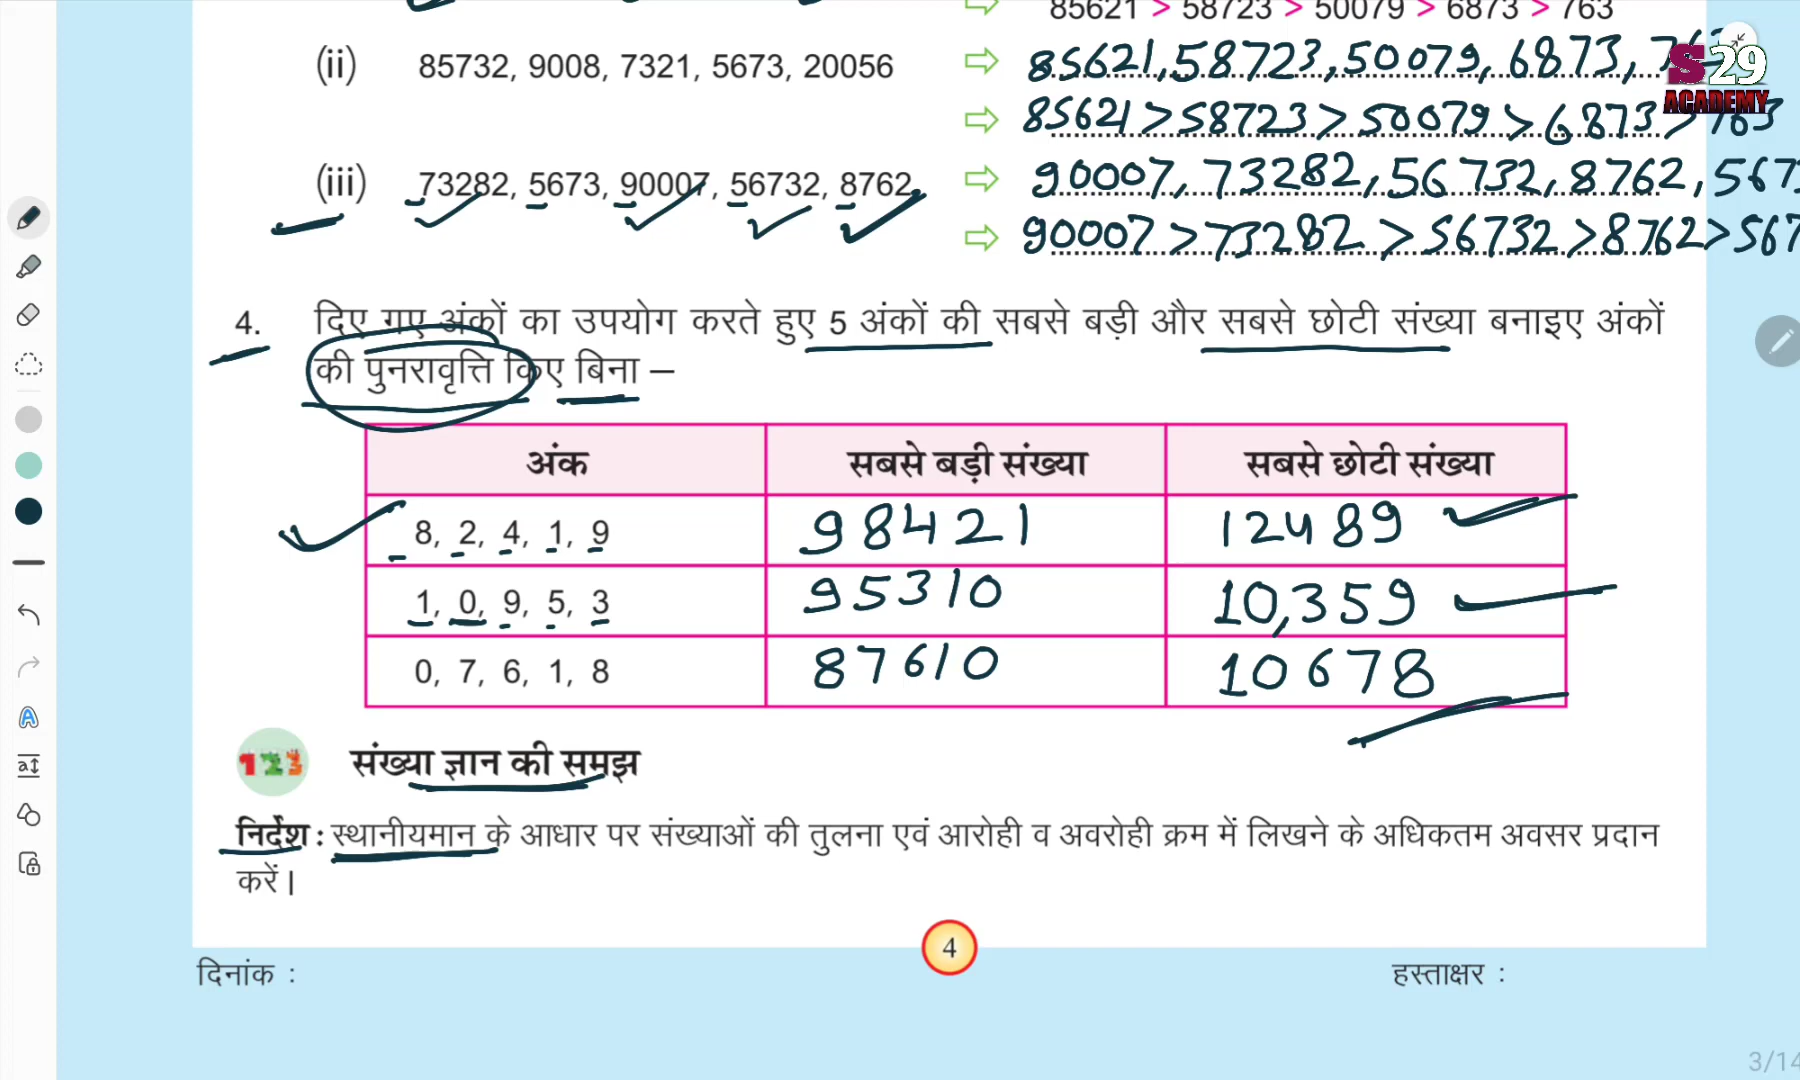 85621 > 58723 > 50079 > 6873 > 763
(ii) 85732, 9008, 7321, 5673, 20056 ⇨ 85621, 58723, 50079, 6873, 763
S29
ACADEMY
⇨ 85621 > 58723 > 50079 > 6873 > 763
(iii) 73282, 5673, 90007, 56732, 8762 ⇨ 90007, 73282, 56732, 8762, 567
⇨ 90007 > 73282 > 56732 > 8762 > 567
4. दिए गए अंकों का उपयोग करते हुए 5 अंकों की सबसे बड़ी और सबसे छोटी संख्या बनाइए अंकों
की पुनरावृत्ति किए बिना –
अंक सबसे बड़ी संख्या सबसे छोटी संख्या
8, 2, 4, 1, 9 98421 12489
1, 0, 9, 5, 3 95310 10,359
0, 7, 6, 1, 8 87610 10678
123 संख्या ज्ञान की समझ
निर्देश : स्थानीयमान के आधार पर संख्याओं की तुलना एवं आरोही व अवरोही क्रम में लिखने के अधिकतम अवसर प्रदान
करें।
4
दिनांक : हस्ताक्षर :
3/14